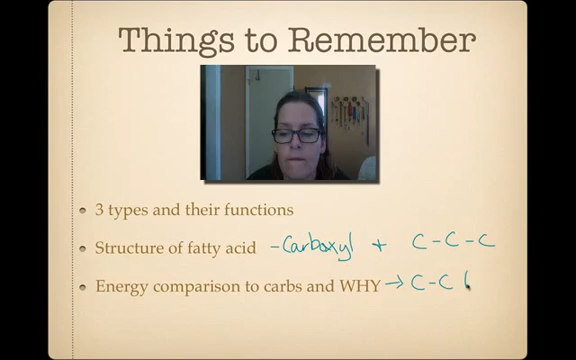 Things to Remember
3 types and their functions
Structure of fatty acid - Carboxyl + C-C-C
Energy comparison to carbs and WHY → C-C